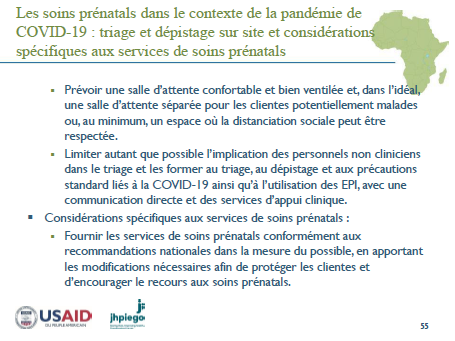 Les soins prénatals dans le contexte de la pandémie de
COVID-19 : triage et dépistage sur site et considérations
spécifiques aux services de soins prénatals
▪ Prévoir une salle d'attente confortable et bien ventilée et, dans l'idéal,
une salle d'attente séparée pour les clientes potentiellement malades
ou, au minimum, un espace où la distanciation sociale peut être
respectée.
▪ Limiter autant que possible l'implication des personnels non cliniciens
dans le triage et les former au triage, au dépistage et aux précautions
standard liés à la COVID-19 ainsi qu'à l'utilisation des EPI, avec une
communication directe et des services d'appui clinique.
▪ Considérations spécifiques aux services de soins prénatals :
▪ Fournir les services de soins prénatals conformément aux
recommandations nationales dans la mesure du possible, en apportant
les modifications nécessaires afin de protéger les clientes et
d'encourager le recours aux soins prénatals.
USAID
jhpiego
55